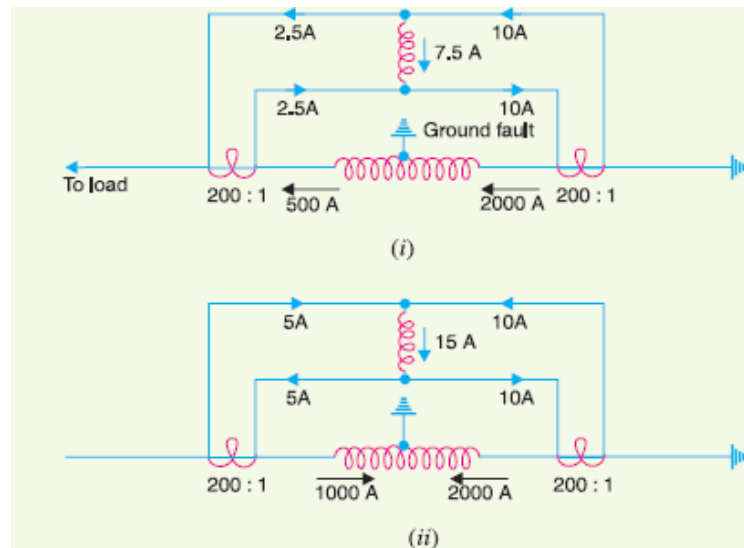 2.5A 10A
7.5 A
2.5A 10A
Ground fault
To load
200 : 1 500 A 2000 A 200 : 1
(i)
5A 10A
15 A
5A 10A
200 : 1 1000 A 2000 A 200 : 1
(ii)